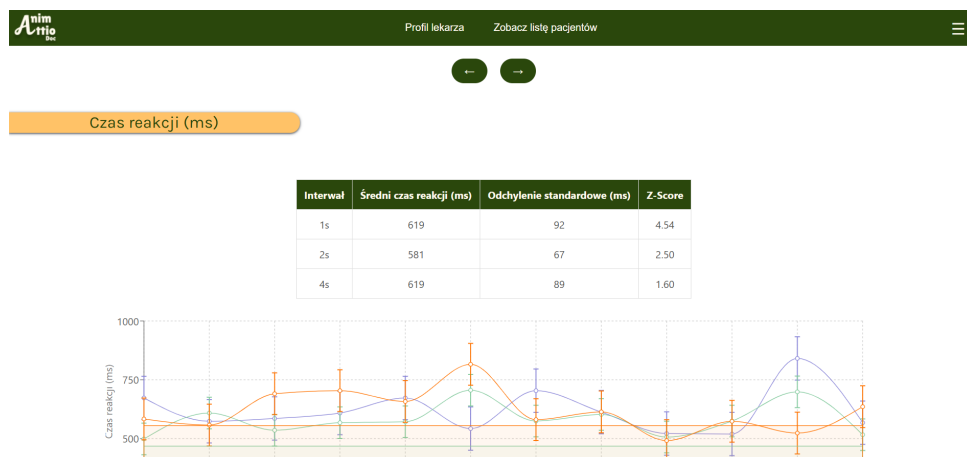 Anim
Attio
Doc
Profil lekarza
Zobacz listę pacjentów
← →
Czas reakcji (ms)
Interwał Średni czas reakcji (ms) Odchylenie standardowe (ms) Z-Score
1s 619 92 4.54
2s 581 67 2.50
4s 619 89 1.60
1000
750
500
Czas reakcji (ms)